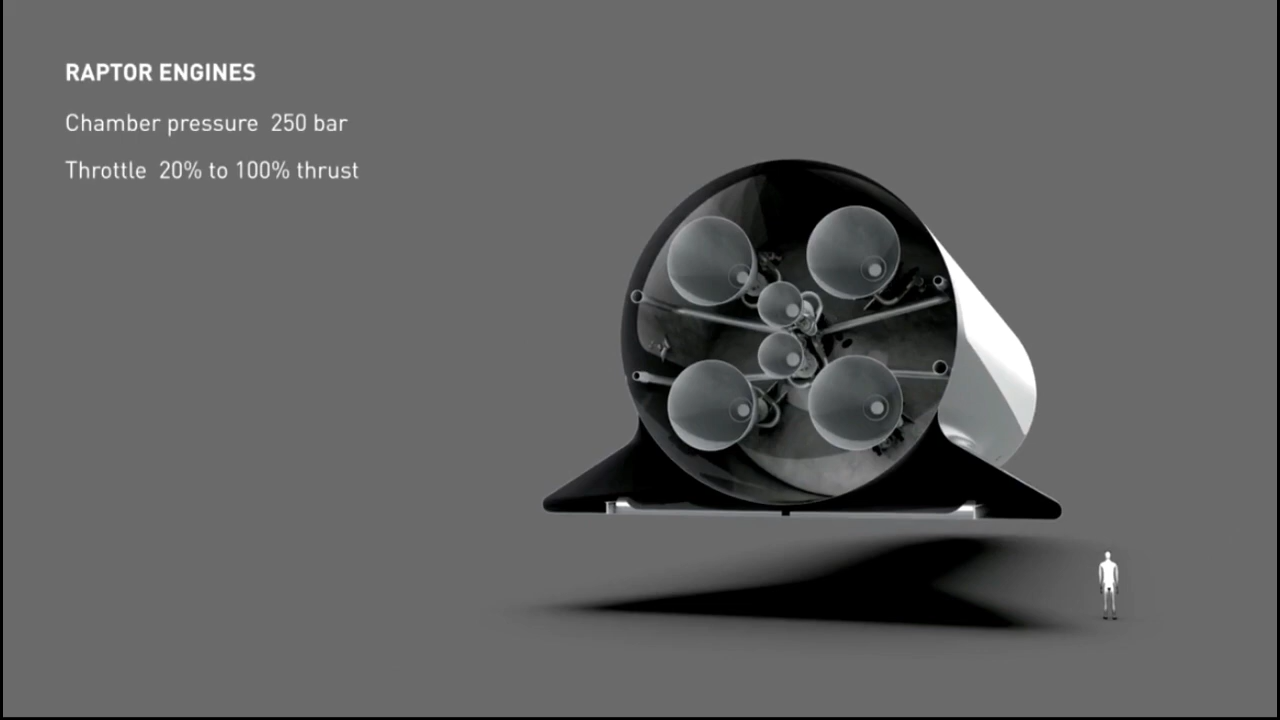 RAPTOR ENGINES
Chamber pressure 250 bar
Throttle 20% to 100% thrust